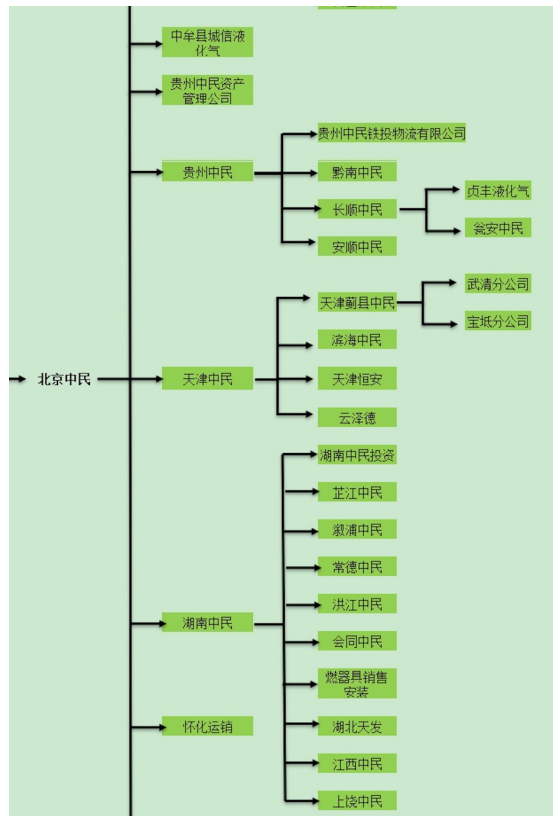 中牟县城信液
化气
贵州中民资产
管理公司
贵州中民铁投物流有限公司
贵州中民
黔南中民
长顺中民
贞丰液化气
瓮安中民
安顺中民
天津蓟县中民
武清分公司
宝坻分公司
滨海中民
北京中民
天津中民
天津恒安
云泽德
湖南中民投资
芷江中民
溆浦中民
常德中民
洪江中民
湖南中民
会同中民
燃器具销售
安装
怀化运销
湖北天发
江西中民
上饶中民